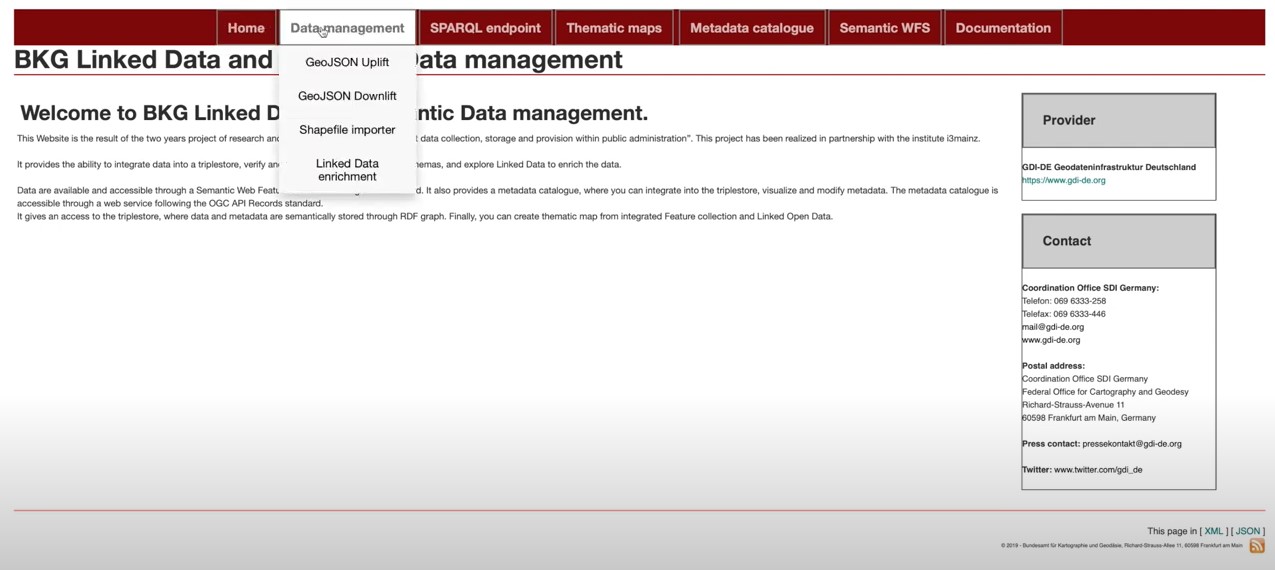 Home Data management SPARQL endpoint Thematic maps Metadata catalogue Semantic WFS Documentation
BKG Linked Data and ata management
GeoJSON Uplift
GeoJSON Downlift
Shapefile importer
Linked Data
enrichment
Welcome to BKG Linked D ntic Data management.
This Website is the result of the two years project of research and t data collection, storage and provision within public administration". This project has been realized in partnership with the institute i3mainz.
It provides the ability to integrate data into a triplestore, verify an hemas, and explore Linked Data to enrich the data.
Data are available and accessible through a Semantic Web Featu d. It also provides a metadata catalogue, where you can integrate into the triplestore, visualize and modify metadata. The metadata catalogue is
accessible through a web service following the OGC API Records standard.
It gives an access to the triplestore, where data and metadata are semantically stored through RDF graph. Finally, you can create thematic map from integrated Feature collection and Linked Open Data.
Provider
GDI-DE Geodateninfrastruktur Deutschland
https://www.gdi-de.org
Contact
Coordination Office SDI Germany:
Telefon: 069 6333-258
Telefax: 069 6333-446
mail@gdi-de.org
www.gdi-de.org
Postal address:
Coordination Office SDI Germany
Federal Office for Cartography and Geodesy
Richard-Strauss-Avenue 11
60598 Frankfurt am Main, Germany
Press contact: pressekontakt@gdi-de.org
Twitter: www.twitter.com/gdi_de
This page in [ XML ] [ JSON ]
© 2019 - Bundesamt für Kartographie und Geodäsie, Richard-Strauss-Allee 11, 60598 Frankfurt am Main